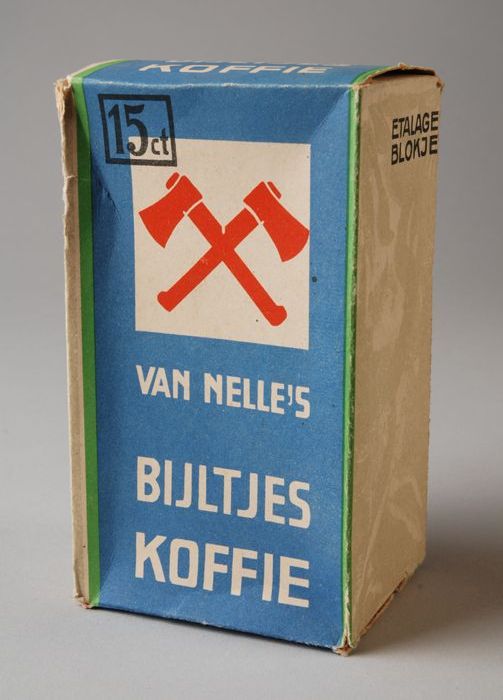 KOFFIE
15ct
ETALAGE
BLOKJE
VAN NELLE'S
BIJLTJES
KOFFIE